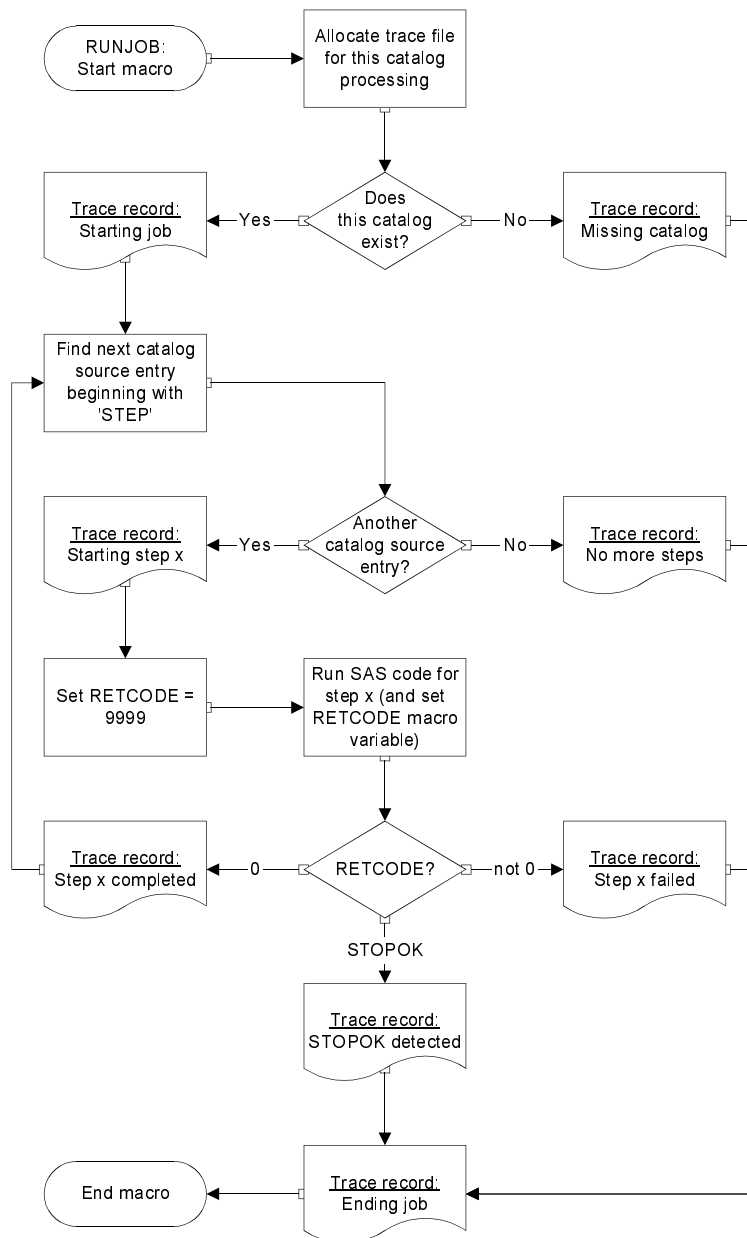 RUNJOB:
Start macro
Allocate trace file
for this catalog
processing
Trace record:
Starting job
Yes
Does
this catalog
exist?
No
Trace record:
Missing catalog
Find next catalog
source entry
beginning with
'STEP'
Trace record:
Starting step x
Yes
Another
catalog source
entry?
No
Trace record:
No more steps
Set RETCODE =
9999
Run SAS code for
step x (and set
RETCODE macro
variable)
Trace record:
Step x completed
0
RETCODE?
not 0
Trace record:
Step x failed
STOPOK
Trace record:
STOPOK detected
End macro
Trace record:
Ending job